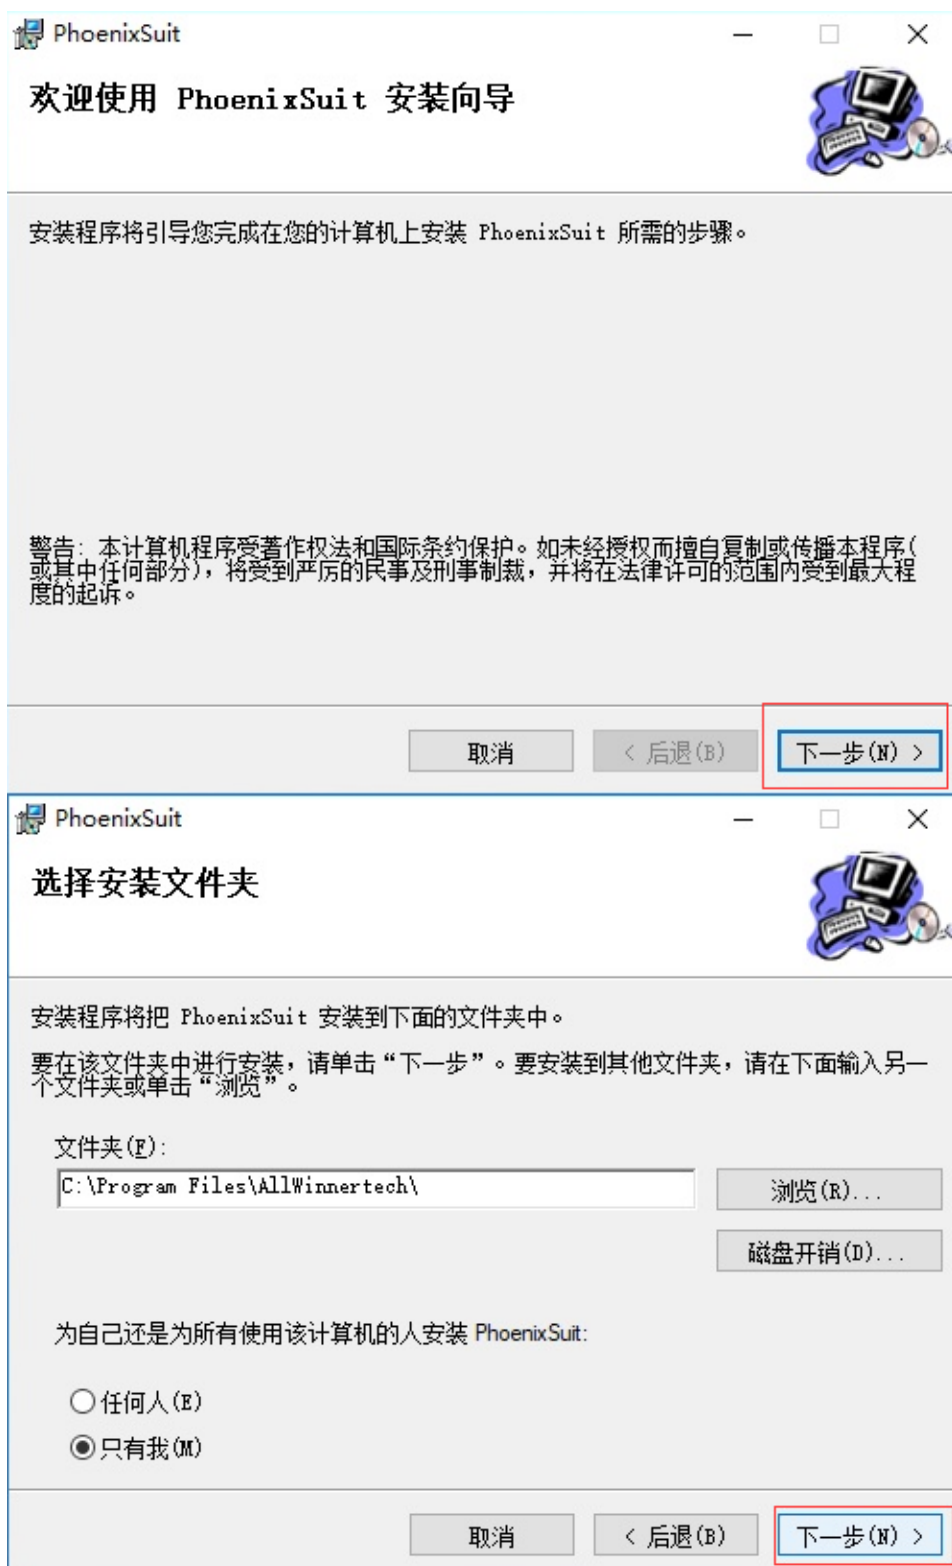 PhoenixSuit
欢迎使用 PhoenixSuit 安装向导
安装程序将引导您完成在您的计算机上安装 PhoenixSuit 所需的步骤。
警告: 本计算机程序受著作权法和国际条约保护。如未经授权而擅自复制或传播本程序(
或其中任何部分), 将受到严厉的民事及刑事制裁, 并将在法律许可的范围内受到最大程
度的起诉。
取消
< 后退(B)
下一步(N) >
PhoenixSuit
选择安装文件夹
安装程序将把 PhoenixSuit 安装到下面的文件夹中。
要在该文件夹中进行安装, 请单击“下一步”。要安装到其他文件夹, 请在下面输入另一
个文件夹或单击“浏览”。
文件夹(F):
C:\Program Files\AllWinnertech\
浏览(R)...
磁盘开销(D)...
为自己还是为所有使用该计算机的人安装 PhoenixSuit:
任何人(E)
只有我(M)
取消
< 后退(B)
下一步(N) >